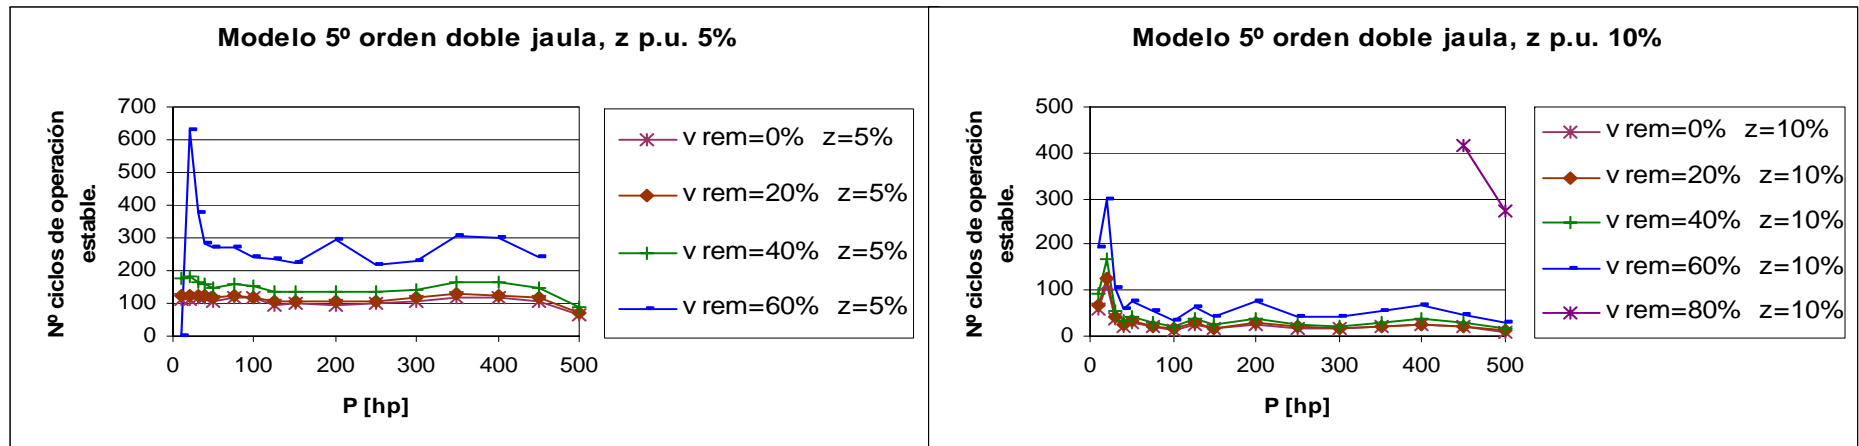 Modelo 5º orden doble jaula, z p.u. 5%
Nº ciclos de operación
estable.
700
600
500
400
300
200
100
0
0 100 200 300 400 500
P [hp]
v rem=0% z=5%
v rem=20% z=5%
v rem=40% z=5%
v rem=60% z=5%
Modelo 5º orden doble jaula, z p.u. 10%
Nº ciclos de operación
estable.
500
400
300
200
100
0
0 100 200 300 400 500
P [hp]
v rem=0% z=10%
v rem=20% z=10%
v rem=40% z=10%
v rem=60% z=10%
v rem=80% z=10%